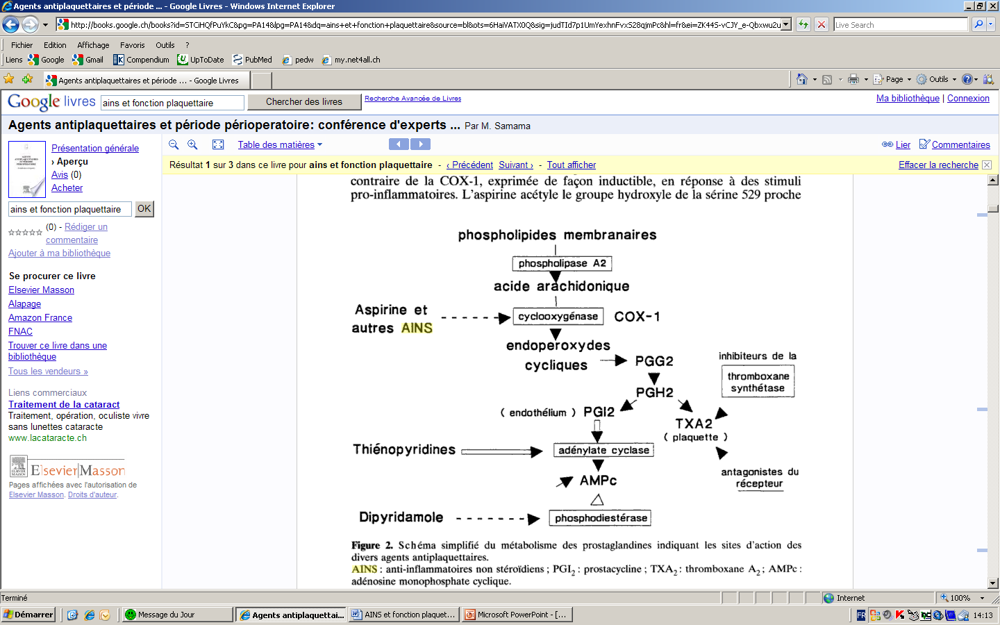 Agents antiplaquettaires et période ... - Google Livres - Windows Internet Explorer
http://books.google.ch/books?id=STCiHQfPuYkC&pg=PA14&lpg=PA14&dq=ains+et+fonction+plaquettaire&source=bl&ots=6HaiVATX0Q&sig=judTId7p1UmYexhnFvxS28qjmPc&hl=fr&ei=ZK44S-vCJY_e-Qbxwu2u
Live Search
Fichier Edition Affichage Favoris Outils ?
Liens Google Gmail Compendium UpToDate PubMed pedw my.net4all.ch
Agents antiplaquettaires et période ... - Google Livres
Page Outils
Google livres
ains et fonction plaquettaire
Chercher des livres
Recherche Avancée de Livres
Ma bibliothèque | Connexion
Agents antiplaquettaires et période périoperatoire: conférence d'experts ... Par M. Samama
Présentation générale
› Aperçu
Avis (0)
Acheter
ains et fonction plaquettaire OK
(0) - Rédiger un
commentaire
Ajouter à ma bibliothèque
Se procurer ce livre
Elsevier Masson
Alapage
Amazon France
FNAC
Trouver ce livre dans une
bibliothèque
Tous les vendeurs »
Liens commerciaux
Traitement de la cataract
Traitement, opération, oculiste vivre
sans lunettes cataracte
www.lacataracte.ch
Elsevier Masson
Pages affichées avec l'autorisation de
Elsevier Masson. Droits d'auteur.
Table des matières
Lier Commentaires
Résultat 1 sur 3 dans ce livre pour ains et fonction plaquettaire - ‹ Précédent Suivant › - Tout afficher
Effacer la recherche
contraire de la COX-1, exprimée de façon inductible, en réponse à des stimuli
pro-inflammatoires. L'aspirine acétyle le groupe hydroxyle de la sérine 529 proche
phospholipides membranaires
phospholipase A2
acide arachidonique
Aspirine et
autres AINS
cyclooxygénase COX-1
endoperoxydes
cycliques
PGG2
inhibiteurs de la
thromboxane
synthétase
PGH2
( endothélium ) PGI2
TXA2
( plaquette )
Thiénopyridines
adénylate cyclase
antagonistes du
récepteur
AMPc
Dipyridamole
phosphodiestérase
Figure 2. Schéma simplifié du métabolisme des prostaglandines indiquant les sites d'action des
divers agents antiplaquettaires.
AINS : anti-inflammatoires non stéroïdiens ; PGI2 : prostacycline ; TXA2 : thromboxane A2 ; AMPc :
adénosine monophosphate cyclique.
Terminé
Internet
100%
Démarrer
Message du Jour
Agents antiplaquettai...
AINS et fonction plaquet...
Microsoft PowerPoint - [...
FR
14:13